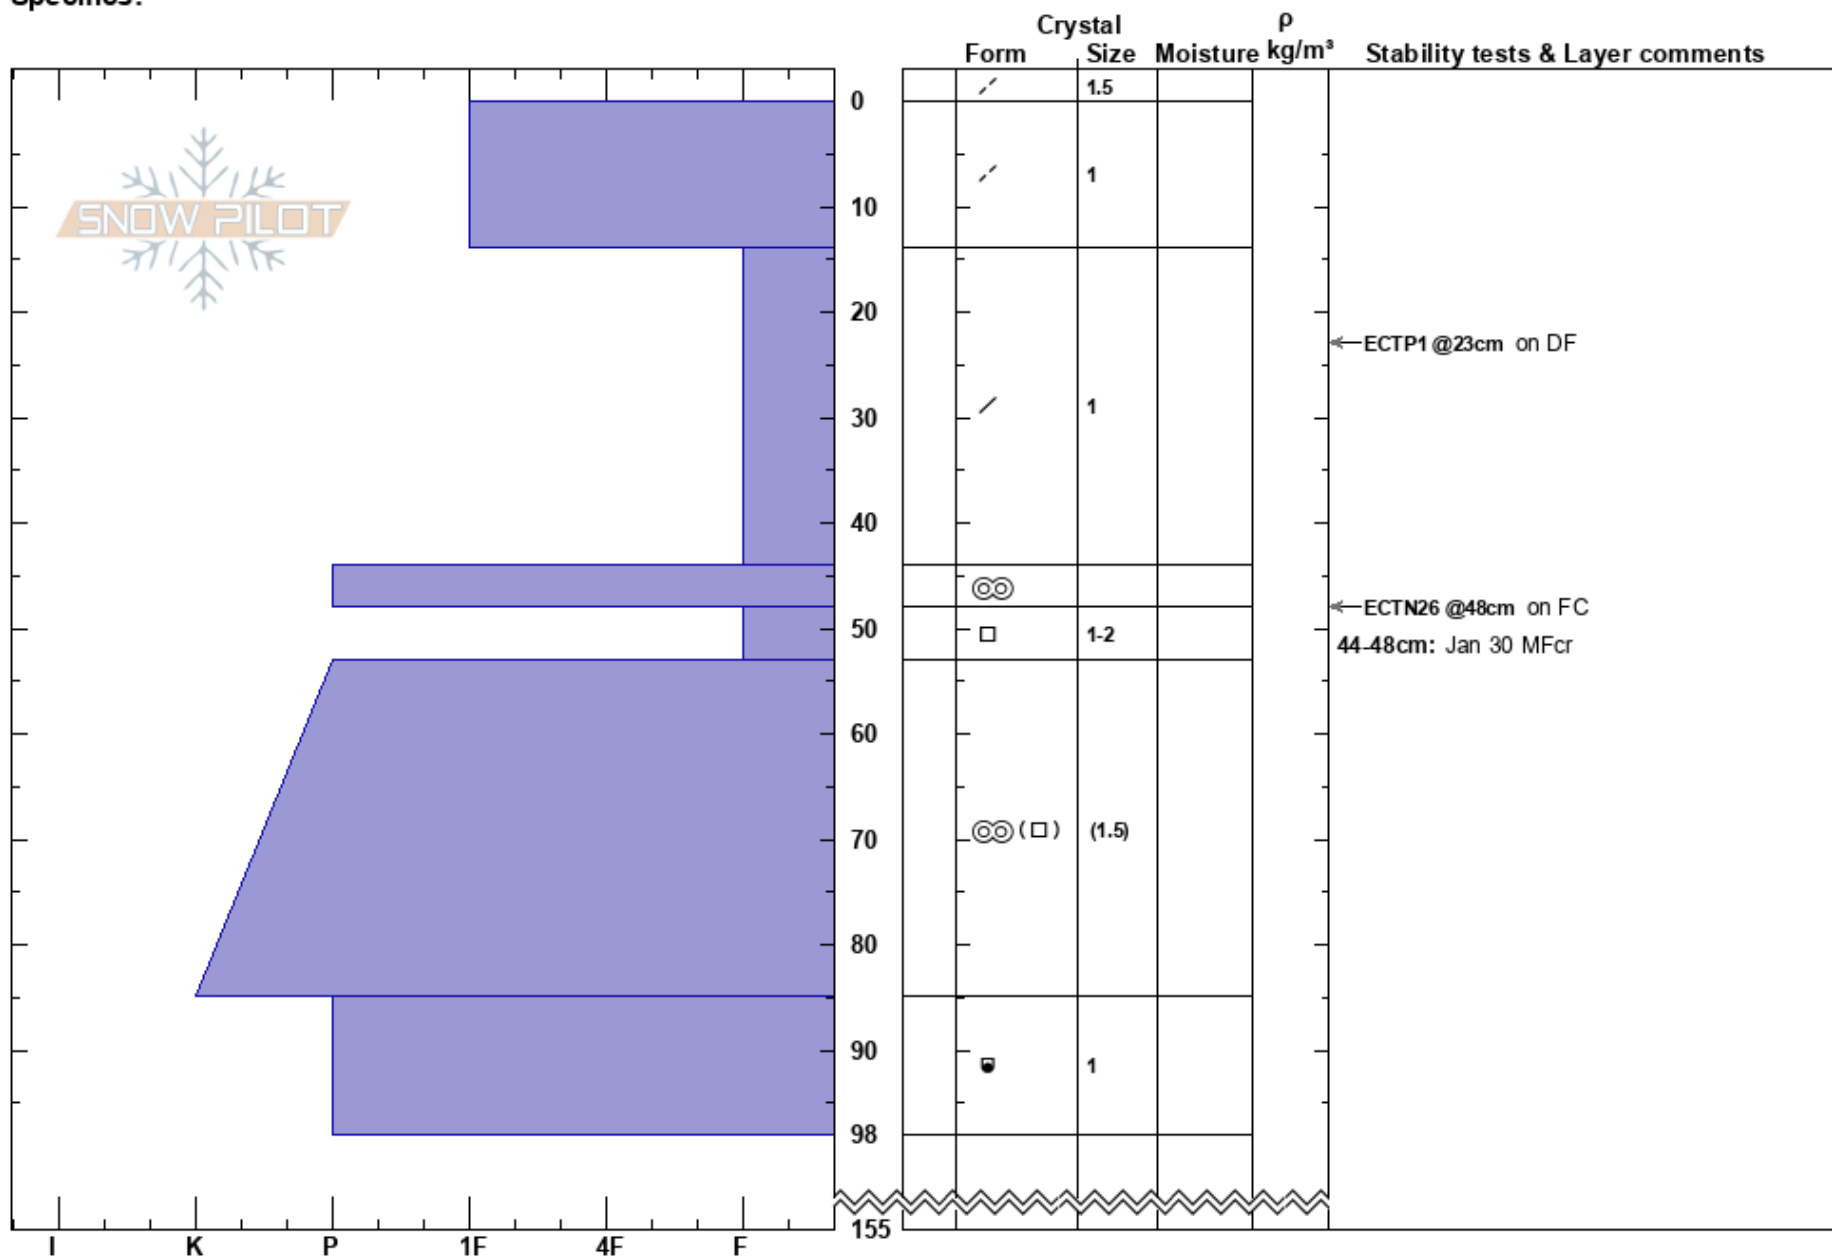 Specifics:
Crystal ρ
Form Size Moisture kg/m³ Stability tests & Layer comments
1.5
0
1
SNOW PILOT
10
20
ECTP1 @23cm on DF
30
1
40
ECTN26 @48cm on FC
50
1-2
44-48cm: Jan 30 MFcr
60
70
( ) (1.5)
80
90
1
98
155
I K P 1F 4F F